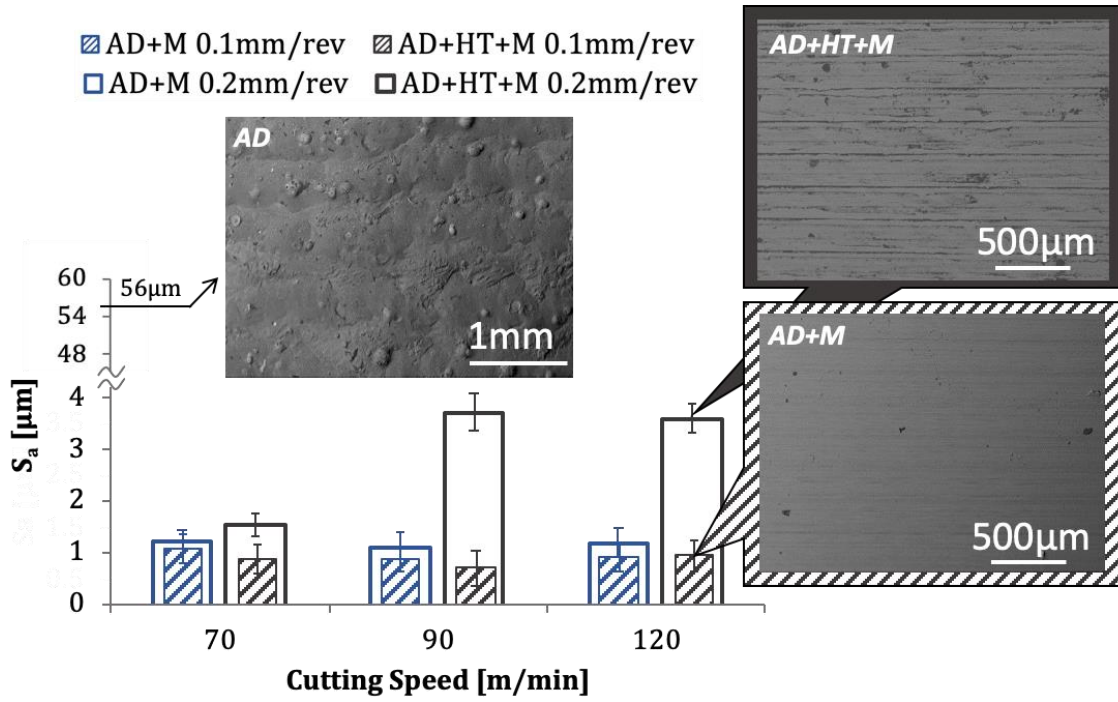 AD+M 0.1mm/rev
AD+HT+M 0.1mm/rev
AD+M 0.2mm/rev
AD+HT+M 0.2mm/rev
AD
1mm
AD+HT+M
500µm
AD+M
500µm
56µm
60
54
48
4
3
2
1
0
Sa [µm]
70
90
120
Cutting Speed [m/min]